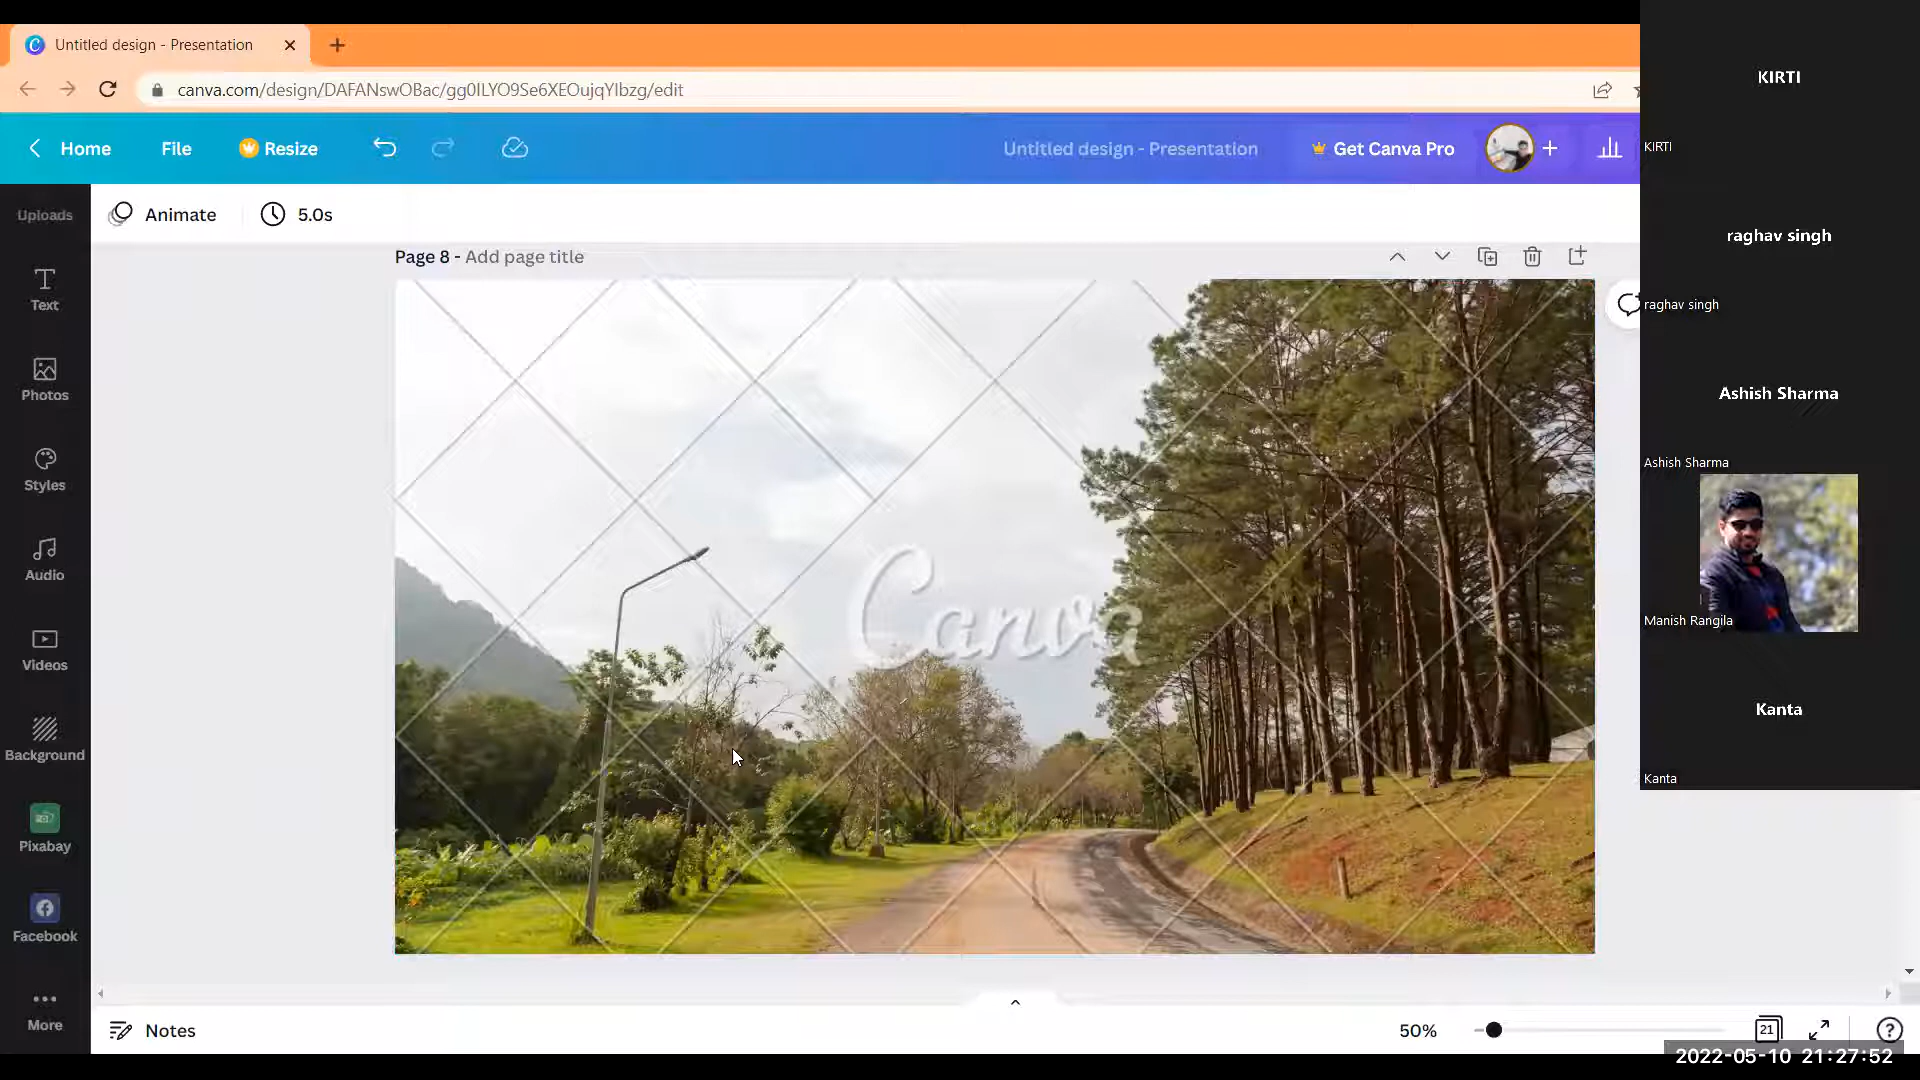 Untitled design - Presentation
canva.com/design/DAFANswOBac/gg0ILYO9Se6XEOujqYIbzg/edit
Home File Resize Untitled design - Presentation Get Canva Pro
Animate 5.0s
Page 8 - Add page title
Uploads
Text
Photos
Styles
Audio
Videos
Background
Pixabay
Facebook
More
Canva
Notes
50%
21
?
KIRTI
KIRTI
raghav singh
raghav singh
Ashish Sharma
Ashish Sharma
Manish Rangila
Kanta
Kanta
2022-05-10 21:27:52